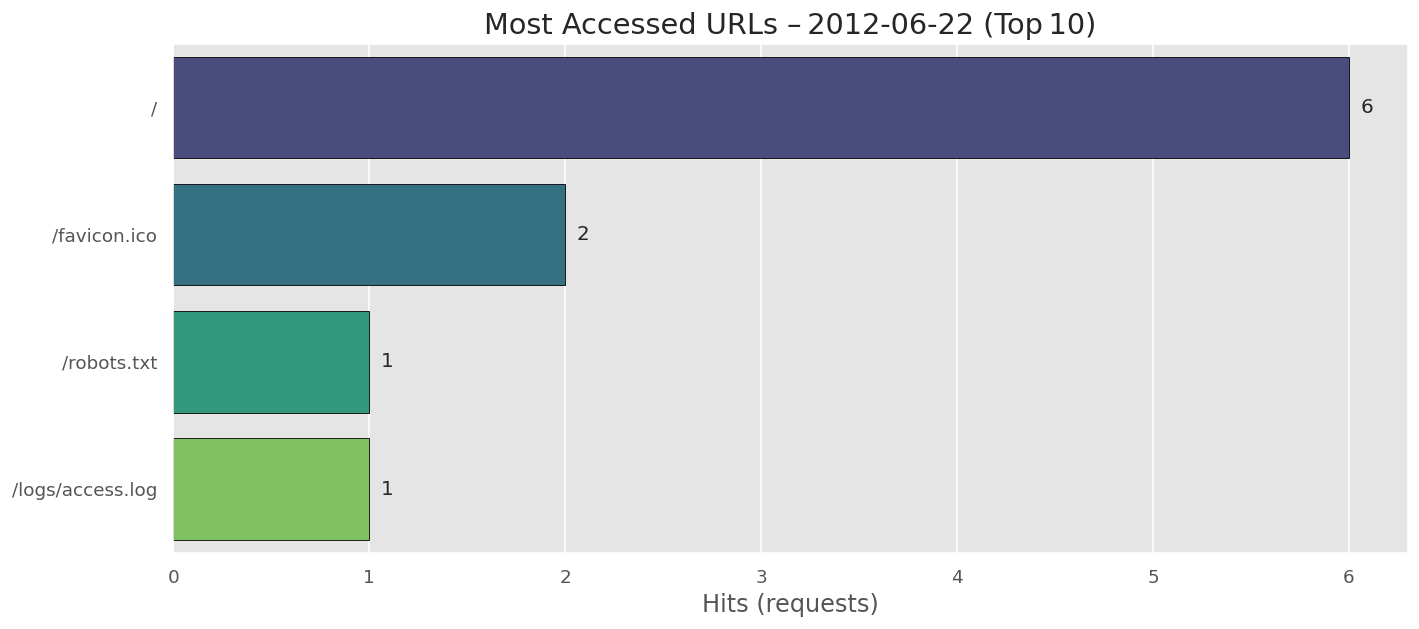 Most Accessed URLs – 2012-06-22 (Top 10)
/
6
/favicon.ico
2
/robots.txt
1
/logs/access.log
1
0 1 2 3 4 5 6
Hits (requests)